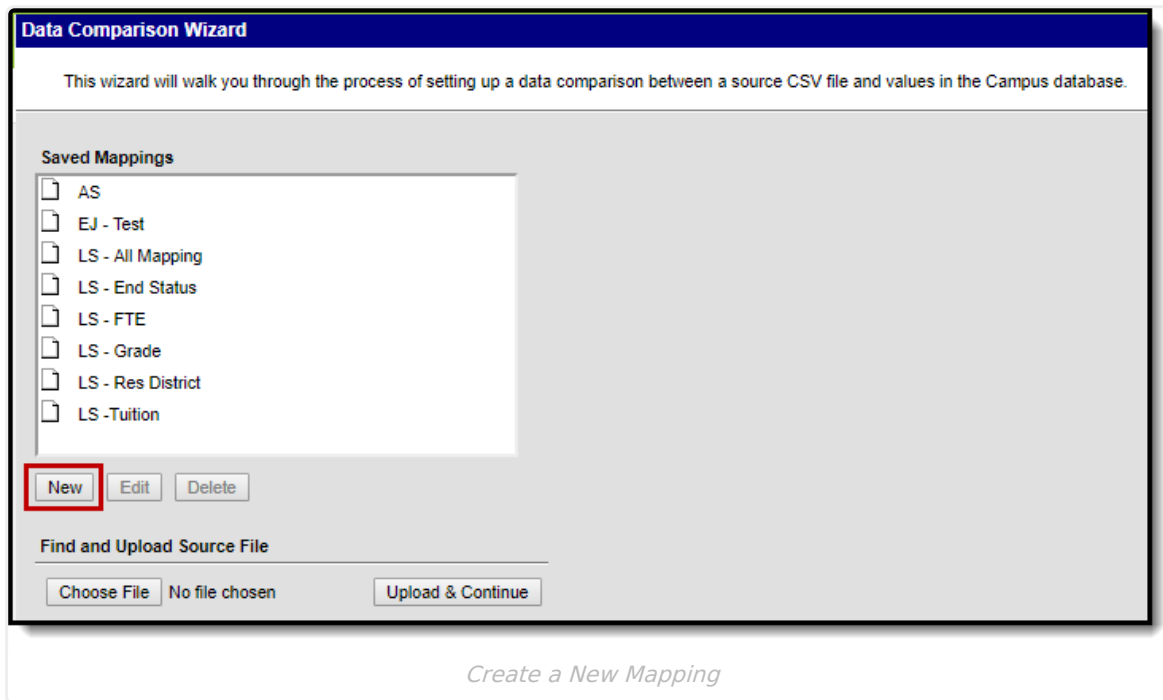 Data Comparison Wizard
This wizard will walk you through the process of setting up a data comparison between a source CSV file and values in the Campus database.
Saved Mappings
AS
EJ - Test
LS - All Mapping
LS - End Status
LS - FTE
LS - Grade
LS - Res District
LS -Tuition
New Edit Delete
Find and Upload Source File
Choose File No file chosen Upload & Continue
Create a New Mapping